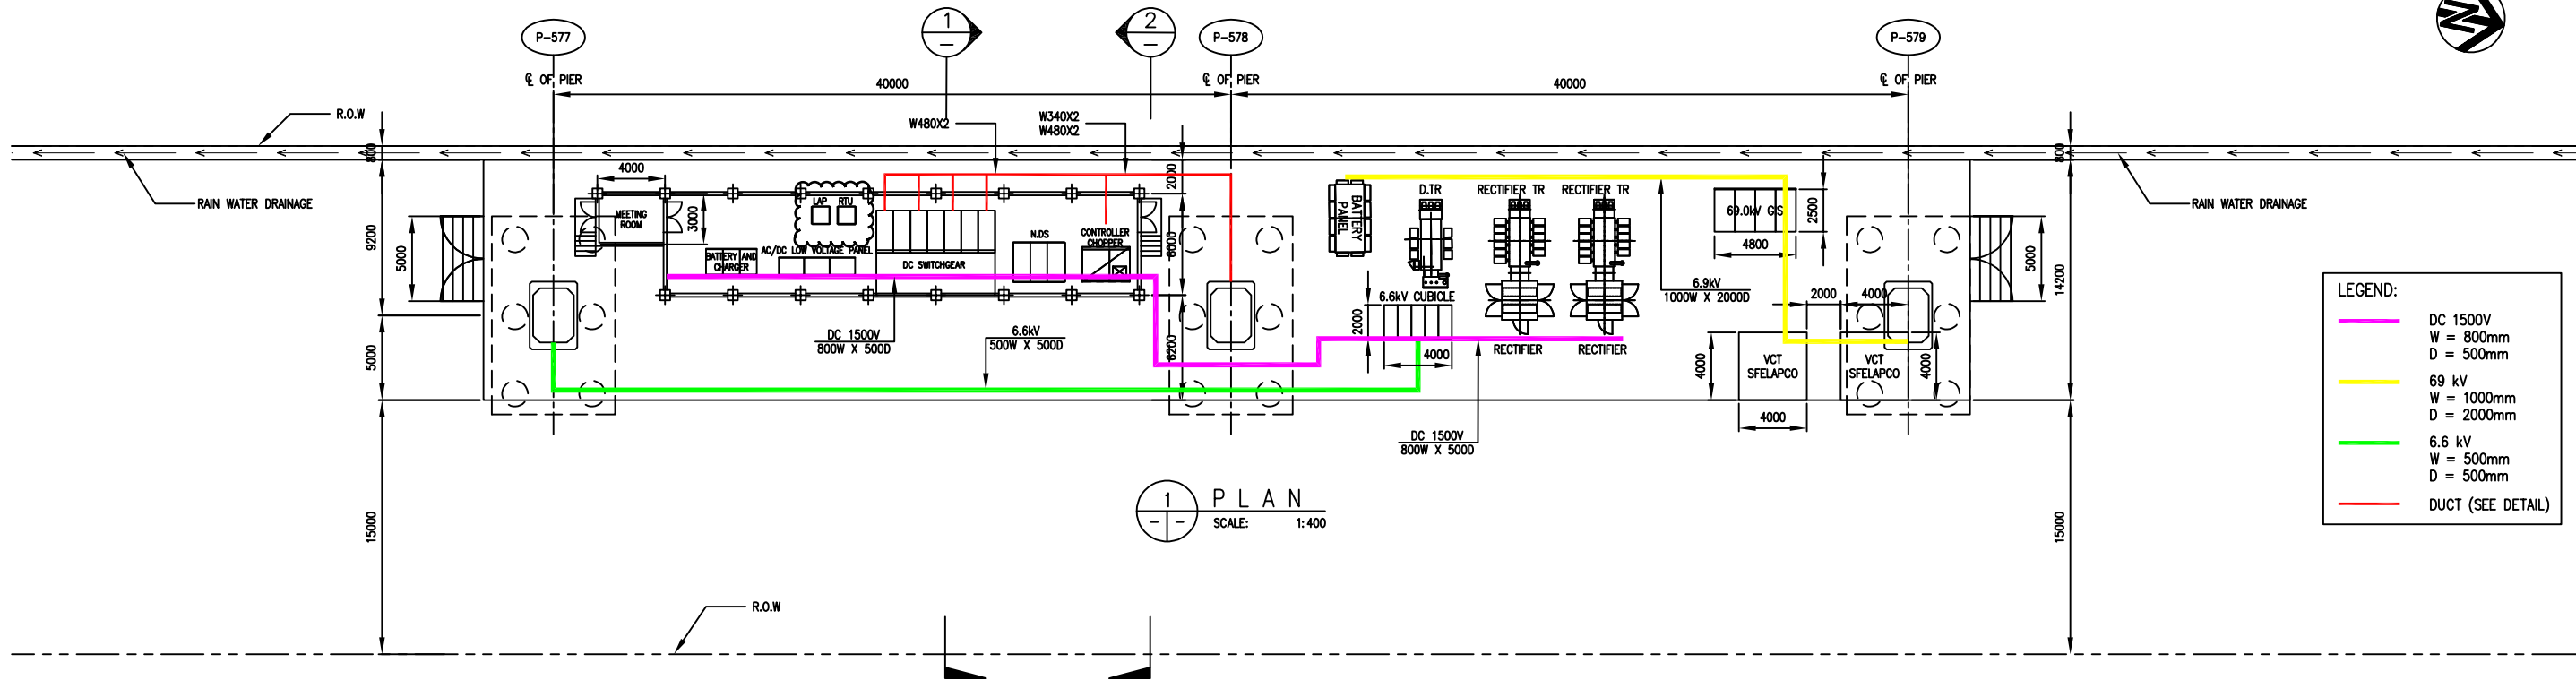 1
–
2
–
P-577
P-578
P-579
N
℄ OF PIER
℄ OF PIER
℄ OF PIER
40000
40000
R.O.W
W480X2
W340X2
W480X2
800
800
RAIN WATER DRAINAGE
RAIN WATER DRAINAGE
4000
2000
MEETING
ROOM
3000
LAP
RTU
BATTERY
PANEL
D.TR
RECTIFIER TR
RECTIFIER TR
69.0kV GIS
2500
4800
9200
5000
BATTERY AND
CHARGER
AC/DC LOW VOLTAGE PANEL
DC SWITCHGEAR
N.DS
CONTROLLER
CHOPPER
6000
6.6kV CUBICLE
6.9kV
1000W X 2000D
2000
4000
5000
14200
DC 1500V
800W X 500D
6.6kV
500W X 500D
6200
2000
4000
RECTIFIER
RECTIFIER
5000
4000
VCT
SFELAPCO
VCT
SFELAPCO
4000
4000
DC 1500V
800W X 500D
LEGEND:
DC 1500V
W = 800mm
D = 500mm
69 kV
W = 1000mm
D = 2000mm
6.6 kV
W = 500mm
D = 500mm
DUCT (SEE DETAIL)
15000
15000
1
- -
PLAN
SCALE: 1:400
R.O.W